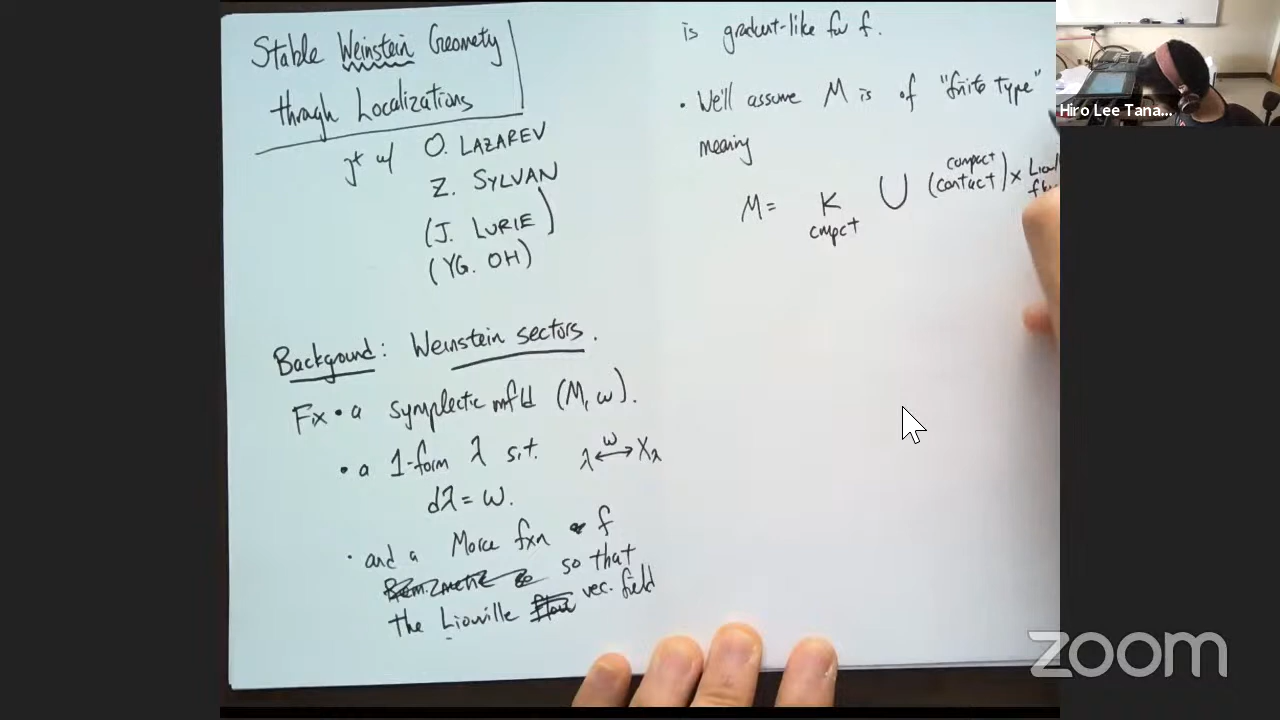 Stable Weinstein Geometry
through Localizations
jt w/ O. LAZAREV
Z. SYLVAN
(J. LURIE)
(YG. OH)
Background: Weinstein sectors.
Fix • a symplectic mfld (M, ω).
• a 1-form λ s.t. λ ⟷ X_λ
ω
dλ = ω.
• and a Morse fxn f
so that
the Liouville vec. field
is gradient-like for f.
• We'll assume M is of "finite type"
meaning
M = K ∪ (contact) ×
cmpct
compact
Hiro Lee Tana...
zoom